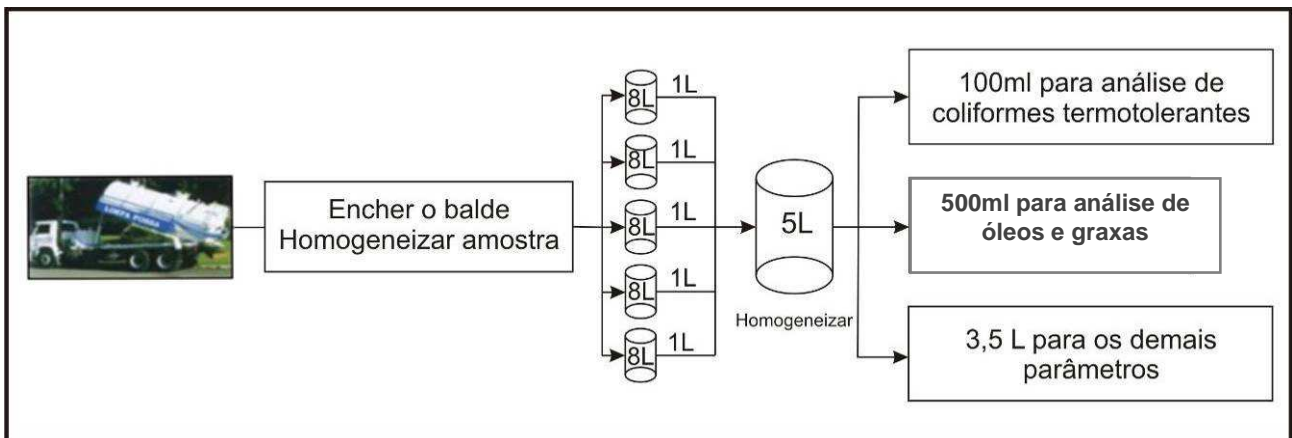 Encher o balde
Homogeneizar amostra
8L
1L
8L
1L
8L
1L
8L
1L
8L
1L
5L
Homogeneizar
100ml para análise de
coliformes termotolerantes
500ml para análise de
óleos e graxas
3,5 L para os demais
parâmetros